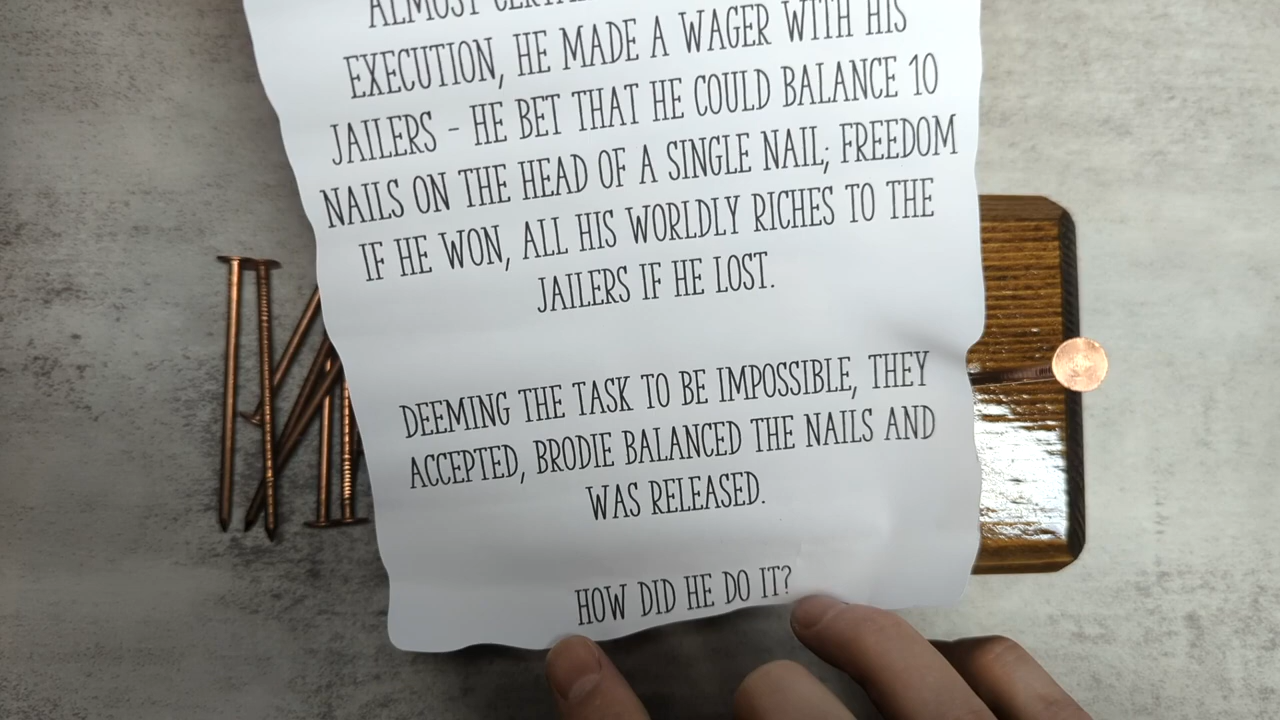 ALMOST
EXECUTION, HE MADE A WAGER WITH HIS
JAILERS - HE BET THAT HE COULD BALANCE 10
NAILS ON THE HEAD OF A SINGLE NAIL; FREEDOM
IF HE WON, ALL HIS WORLDLY RICHES TO THE
JAILERS IF HE LOST.
DEEMING THE TASK TO BE IMPOSSIBLE, THEY
ACCEPTED, BRODIE BALANCED THE NAILS AND
WAS RELEASED.
HOW DID HE DO IT?